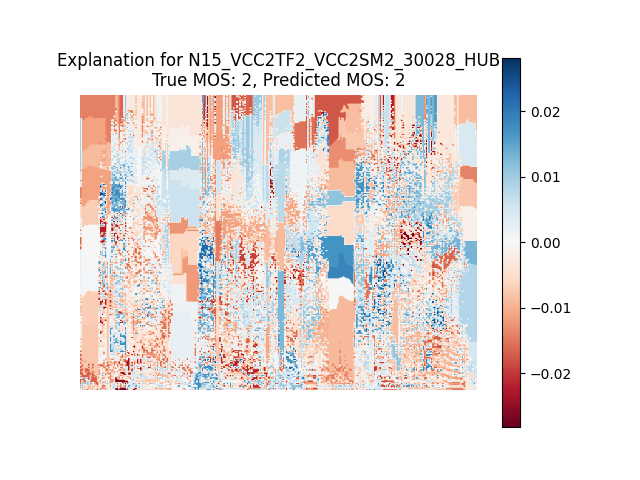 Explanation for N15_VCC2TF2_VCC2SM2_30028_HUB
True MOS: 2, Predicted MOS: 2
0.02
0.01
0.00
−0.01
−0.02